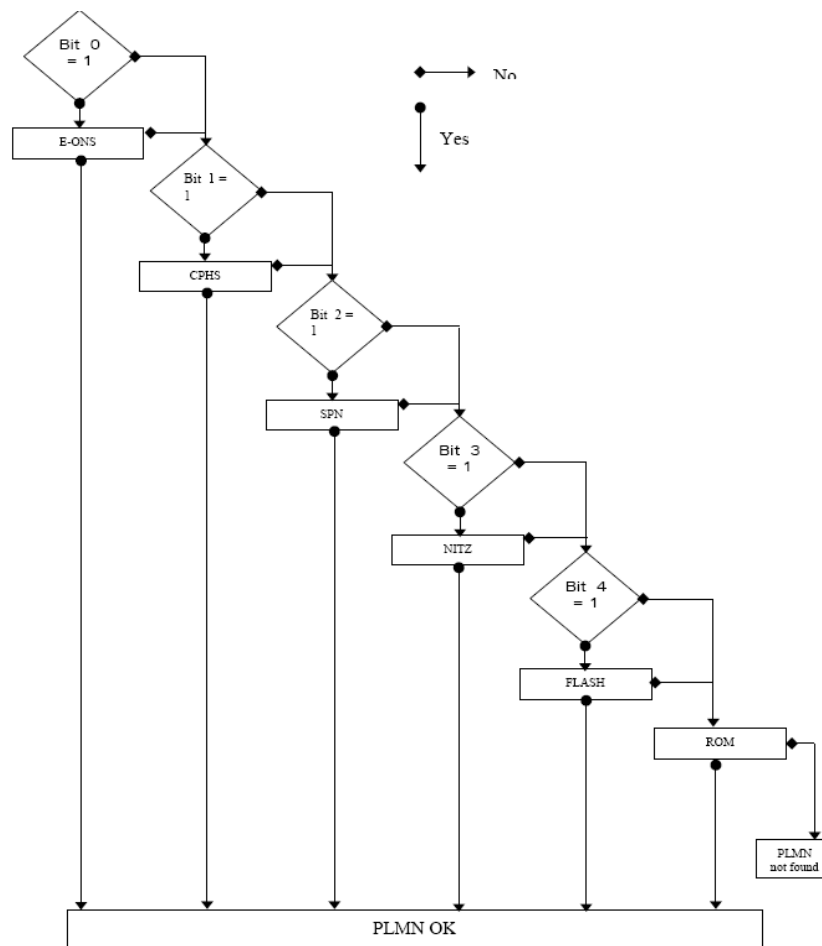 Bit 0
= 1
No
E-ONS
Yes
Bit 1 =
1
CPHS
Bit 2 =
1
SPN
Bit 3
= 1
NITZ
Bit 4
= 1
FLASH
ROM
PLMN
not found
PLMN OK